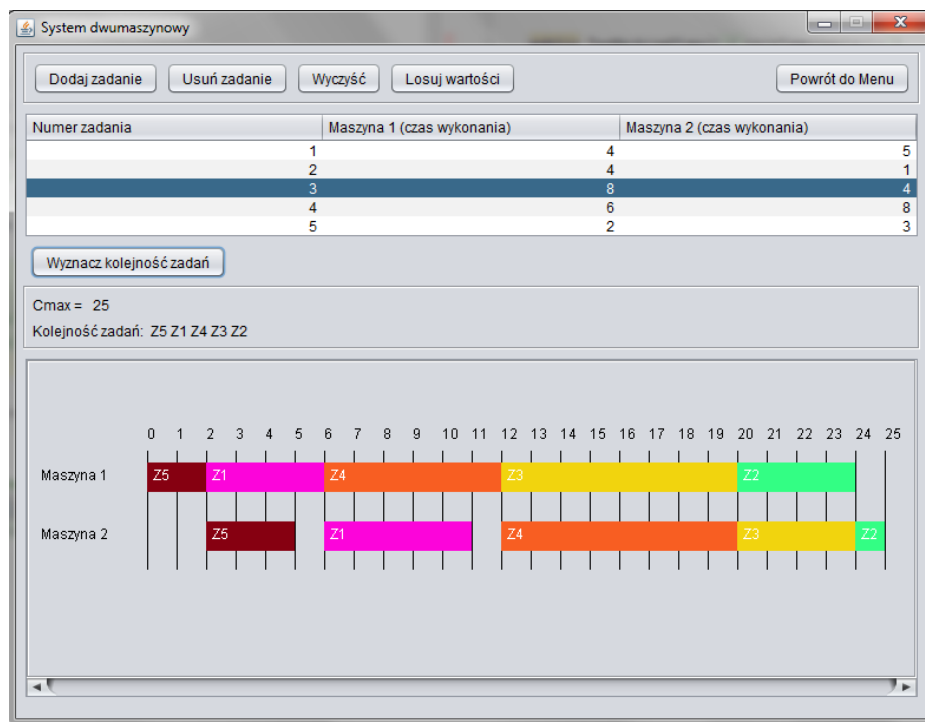 System dwumaszynowy
Dodaj zadanie Usuń zadanie Wyczyść Losuj wartości Powrót do Menu
Numer zadania Maszyna 1 (czas wykonania) Maszyna 2 (czas wykonania)
1 4 5
2 4 1
3 8 4
4 6 8
5 2 3
Wyznacz kolejność zadań
Cmax = 25
Kolejność zadań: Z5 Z1 Z4 Z3 Z2
0 1 2 3 4 5 6 7 8 9 10 11 12 13 14 15 16 17 18 19 20 21 22 23 24 25
Maszyna 1 Z5 Z1 Z4 Z3 Z2
Maszyna 2 Z5 Z1 Z4 Z3 Z2